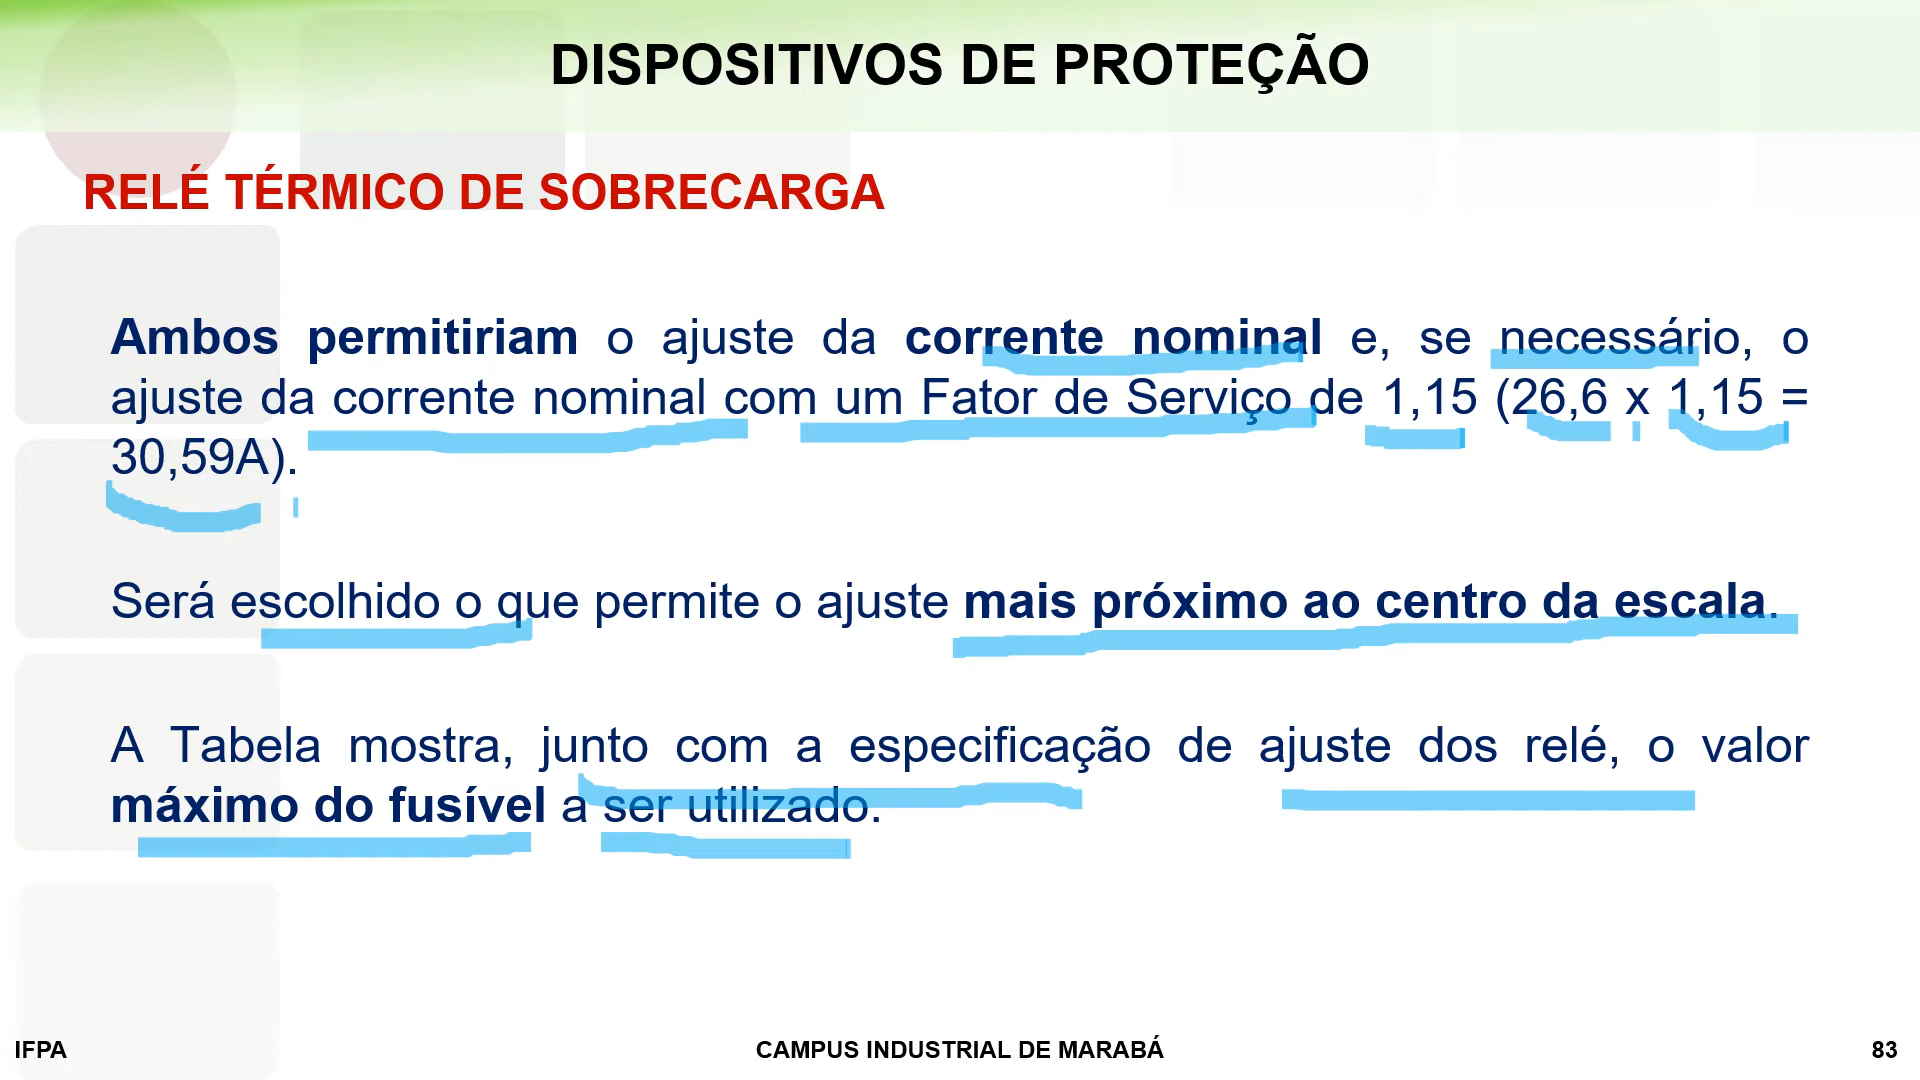 DISPOSITIVOS DE PROTEÇÃO
RELÉ TÉRMICO DE SOBRECARGA
Ambos permitiriam o ajuste da corrente nominal e, se necessário, o
ajuste da corrente nominal com um Fator de Serviço de 1,15 (26,6 x 1,15 =
30,59A).
Será escolhido o que permite o ajuste mais próximo ao centro da escala.
A Tabela mostra, junto com a especificação de ajuste dos relé, o valor
máximo do fusível a ser utilizado.
IFPA
CAMPUS INDUSTRIAL DE MARABÁ
83